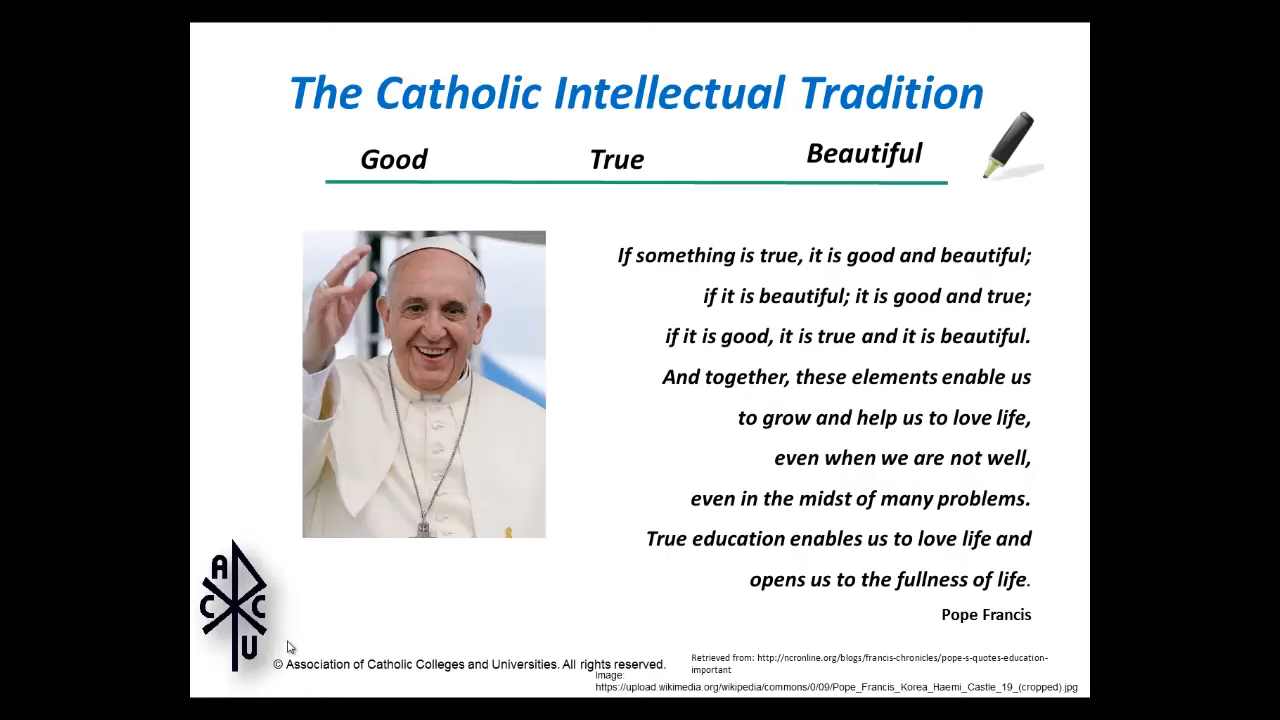 The Catholic Intellectual Tradition
Good True Beautiful
If something is true, it is good and beautiful;
if it is beautiful; it is good and true;
if it is good, it is true and it is beautiful.
And together, these elements enable us
to grow and help us to love life,
even when we are not well,
even in the midst of many problems.
True education enables us to love life and
opens us to the fullness of life.
Pope Francis
A
C C
U
© Association of Catholic Colleges and Universities. All rights reserved.
Retrieved from: http://ncronline.org/blogs/francis-chronicles/pope-s-quotes-education-
important
Image:
https://upload.wikimedia.org/wikipedia/commons/0/09/Pope_Francis_Korea_Haemi_Castle_19_(cropped).jpg